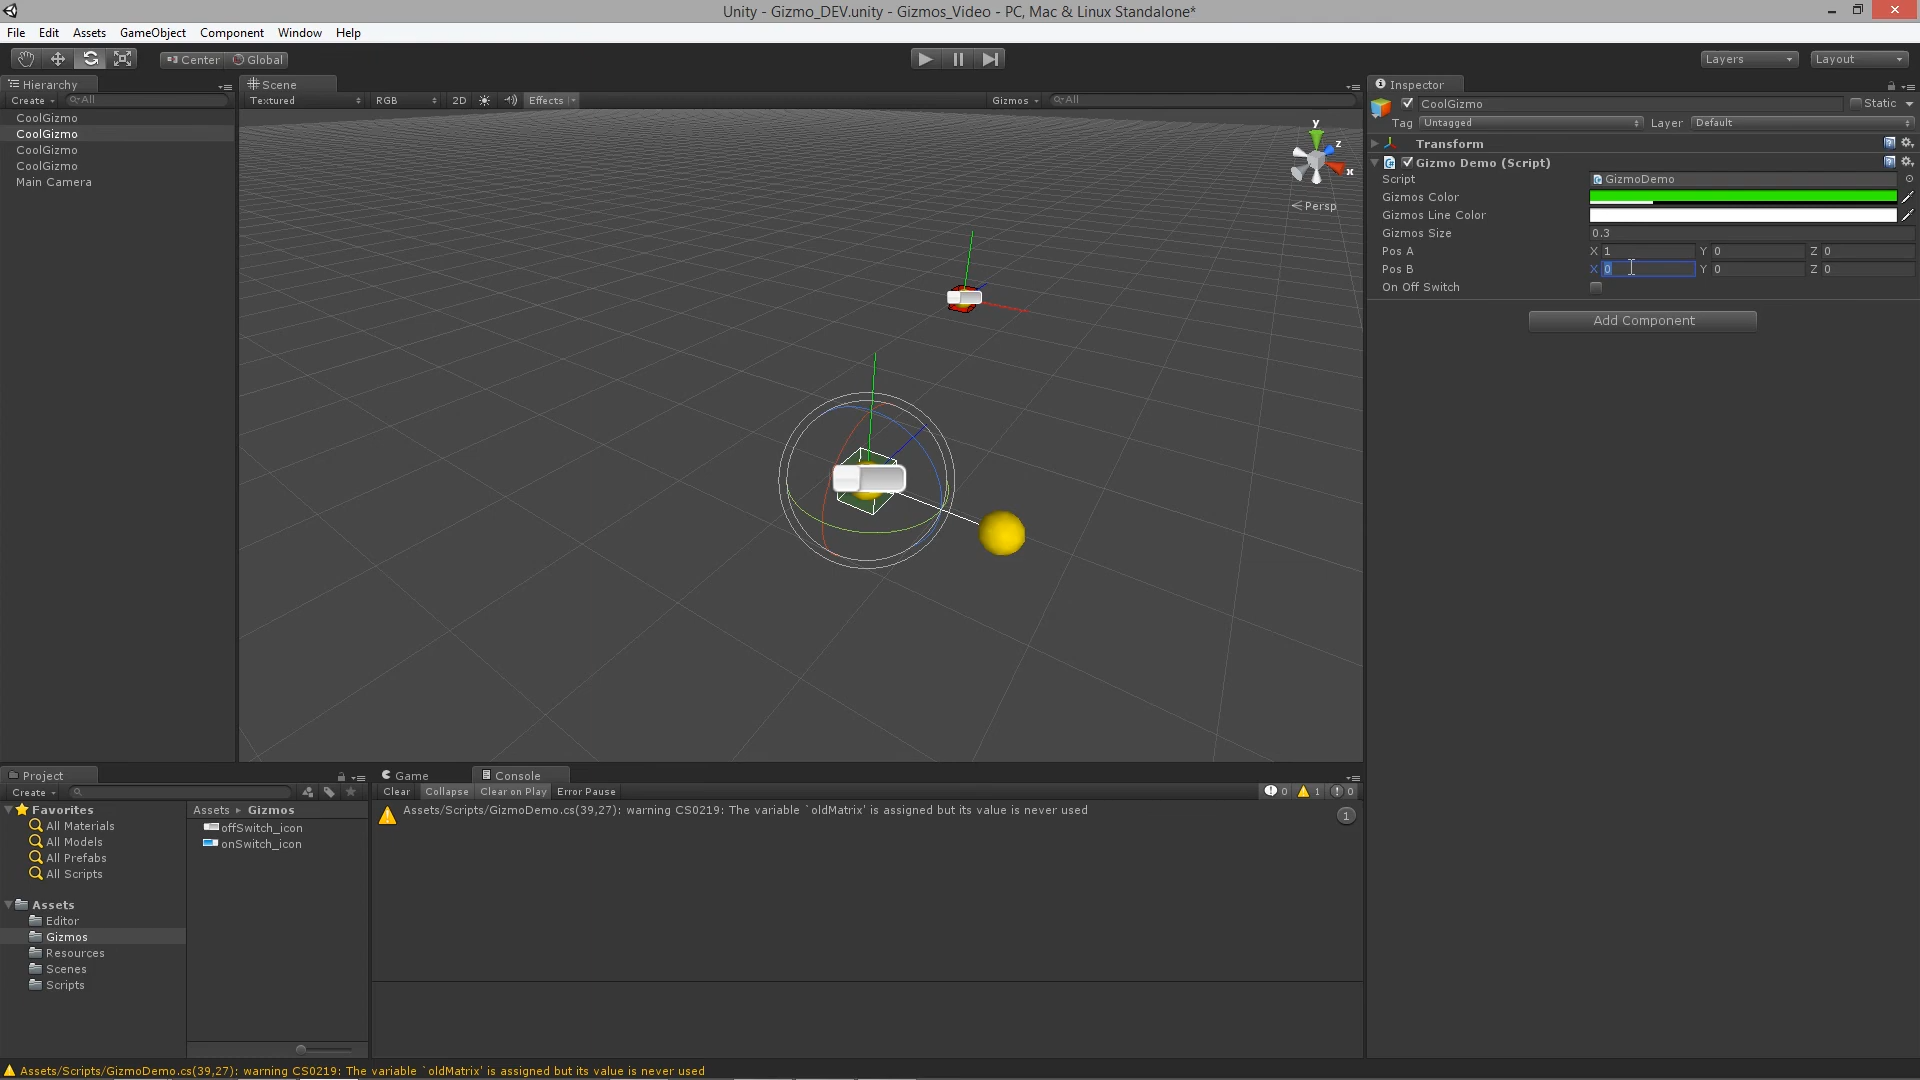 Unity - Gizmo_DEV.unity - Gizmos_Video - PC, Mac & Linux Standalone*
File Edit Assets GameObject Component Window Help
Center Global Layers Layout
Hierarchy Scene Inspector
Create All Textured RGB 2D Effects Gizmos All
CoolGizmo Static
Tag Untagged Layer Default
CoolGizmo
CoolGizmo
CoolGizmo
CoolGizmo
Main Camera
y
z
x
Persp
Transform
Gizmo Demo (Script)
Script GizmoDemo
Gizmos Color
Gizmos Line Color
Gizmos Size 0.3
Pos A X 1 Y 0 Z 0
Pos B X 0 Y 0 Z 0
On Off Switch
Add Component
Project Game Console
Create Clear Collapse Clear on Play Error Pause 0 1 0
Favorites
All Materials
All Models
All Prefabs
All Scripts
Assets
Editor
Gizmos
Resources
Scenes
Scripts
Assets Gizmos
offSwitch_icon
onSwitch_icon
Assets/Scripts/GizmoDemo.cs(39,27): warning CS0219: The variable `oldMatrix' is assigned but its value is never used 1
Assets/Scripts/GizmoDemo.cs(39,27): warning CS0219: The variable `oldMatrix' is assigned but its value is never used